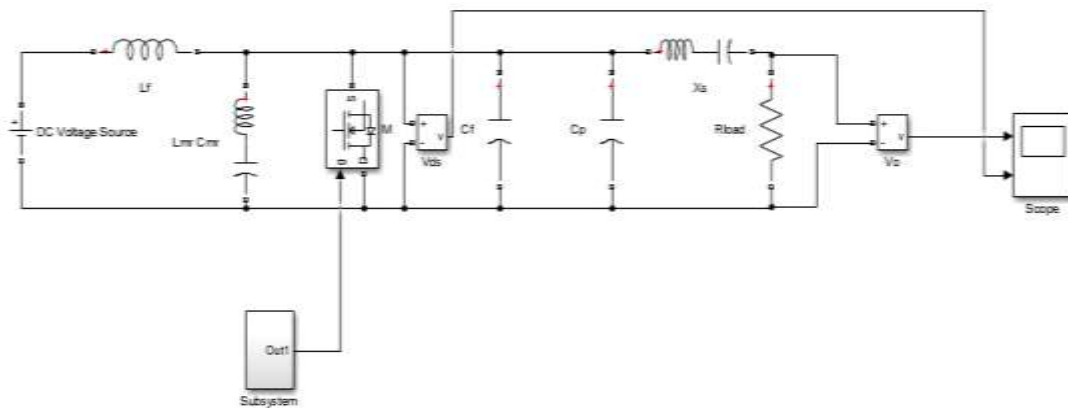 Lf
DC Voltage Source
Lmr Cmr
M
Vds
Cf
Cp
Xs
Rload
Vo
Scope
Out1
Subsystem